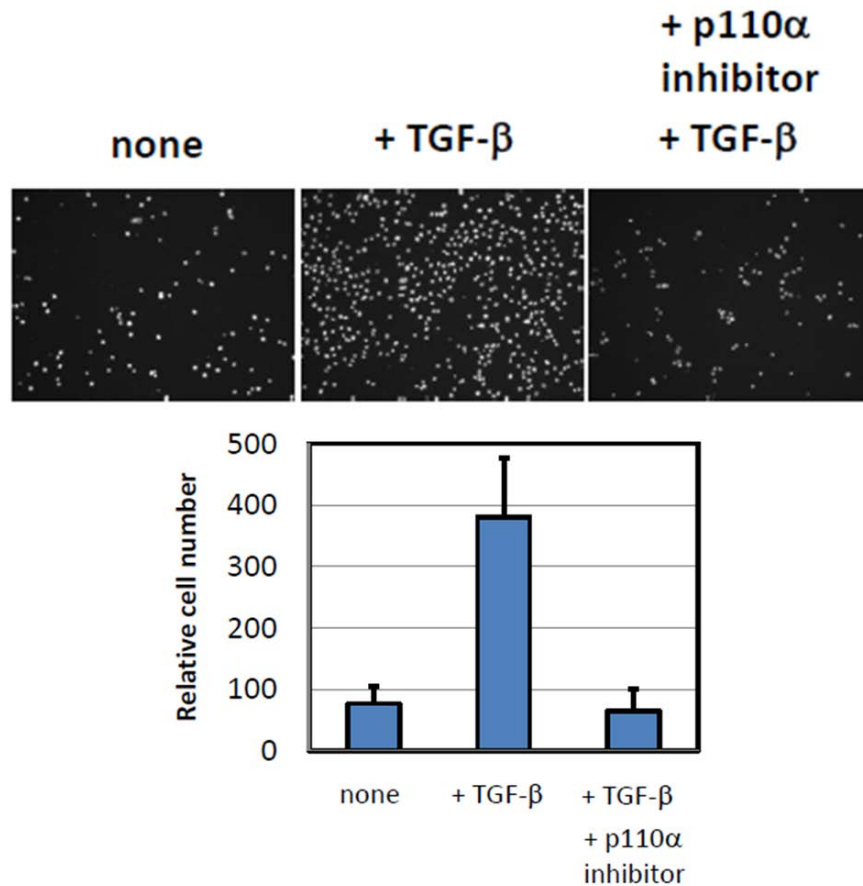 none
+ TGF-β
+ p110α
inhibitor
+ TGF-β
500
400
300
200
100
0
Relative cell number
none
+ TGF-β
+ TGF-β
+ p110α
inhibitor